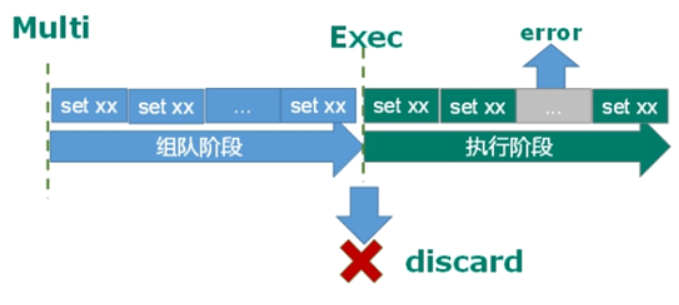 Multi
Exec
error
set xx
set xx
...
set xx
set xx
set xx
...
set xx
组队阶段
执行阶段
discard